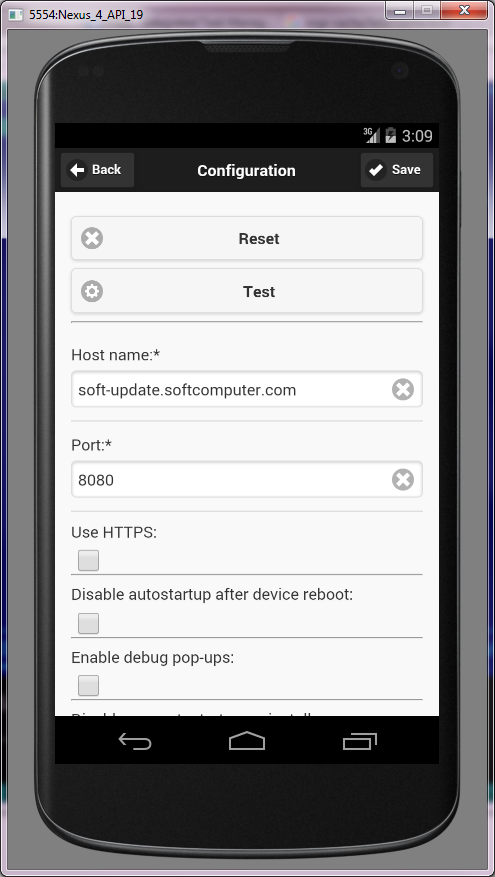 5554:Nexus_4_API_19
3G 3:09
Back Configuration Save
Reset
Test
Host name:*
soft-update.softcomputer.com
Port:*
8080
Use HTTPS:
Disable autostartup after device reboot:
Enable debug pop-ups: